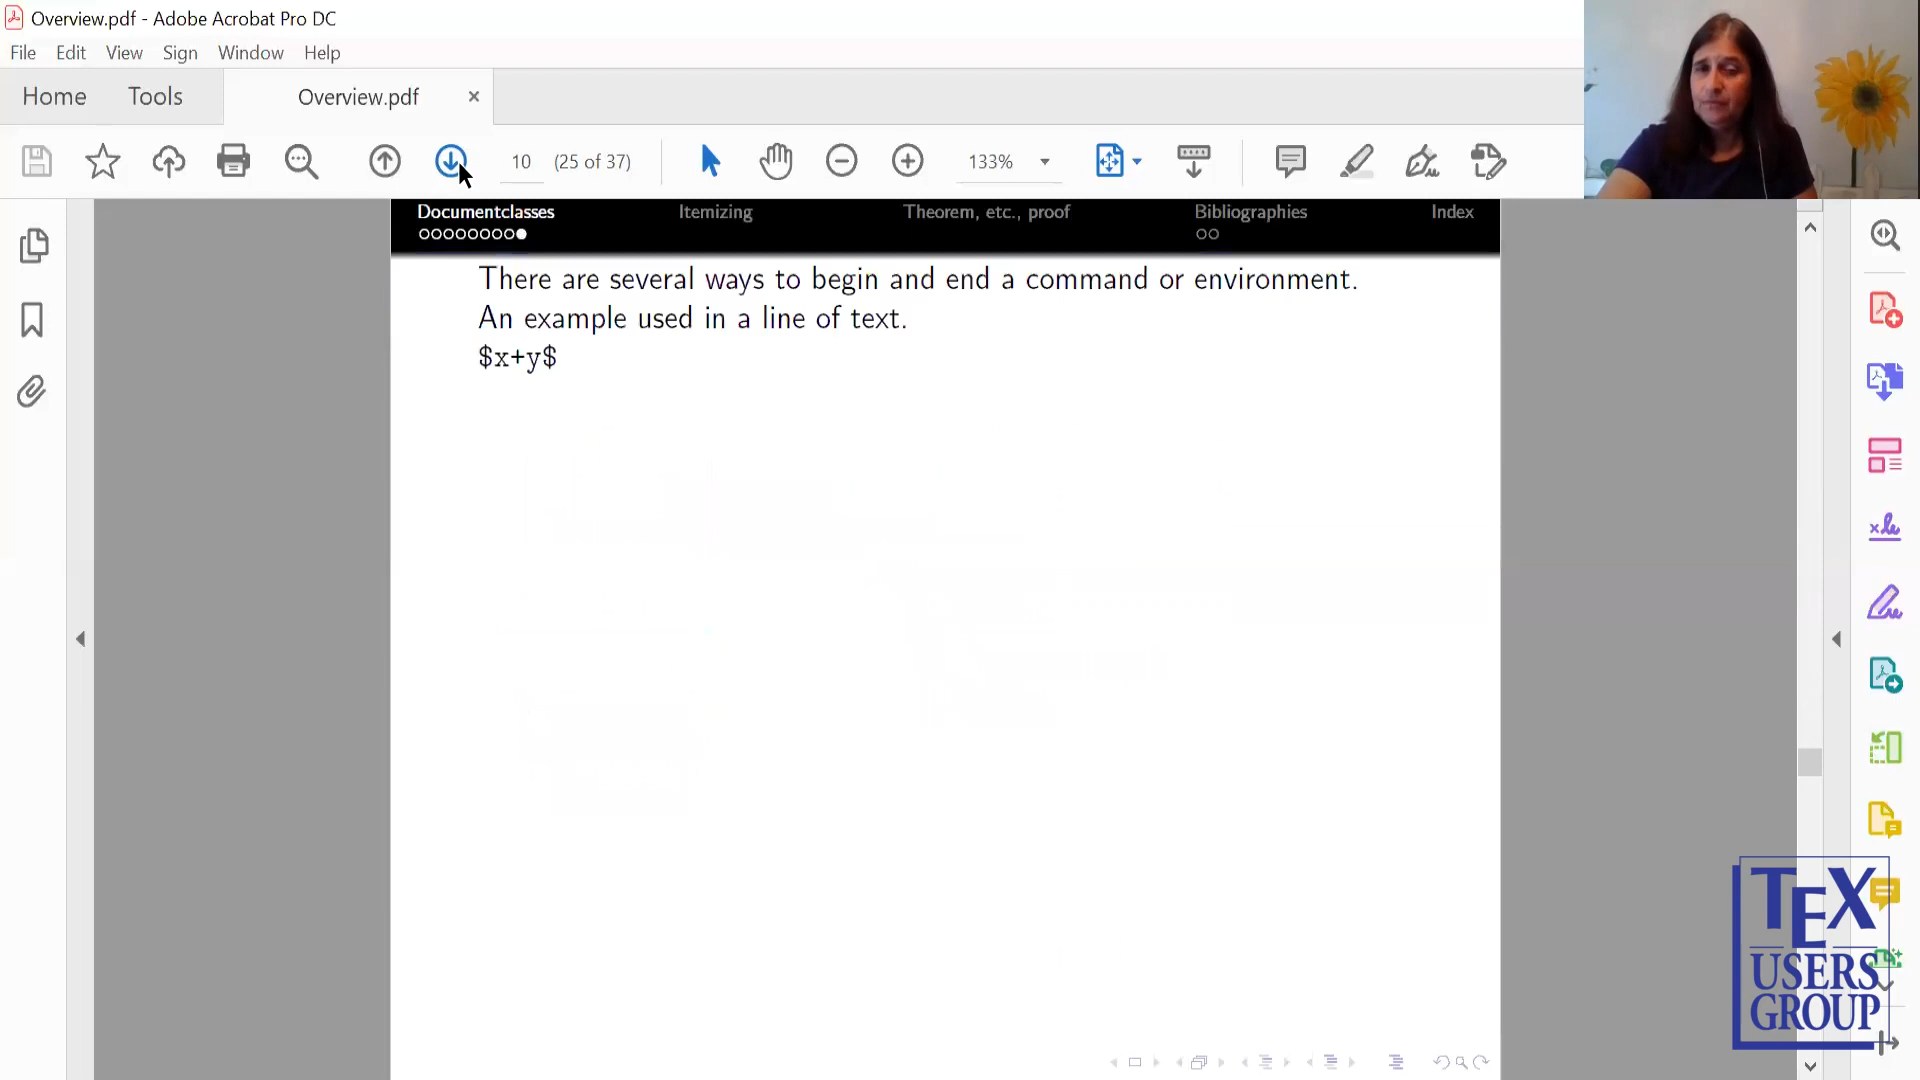 Overview.pdf - Adobe Acrobat Pro DC
File Edit View Sign Window Help
Home Tools Overview.pdf ×
10 (25 of 37) 133%
Documentclasses Itemizing Theorem, etc., proof Bibliographies Index
There are several ways to begin and end a command or environment.
An example used in a line of text.
$x+y$
TEX
USERS
GROUP